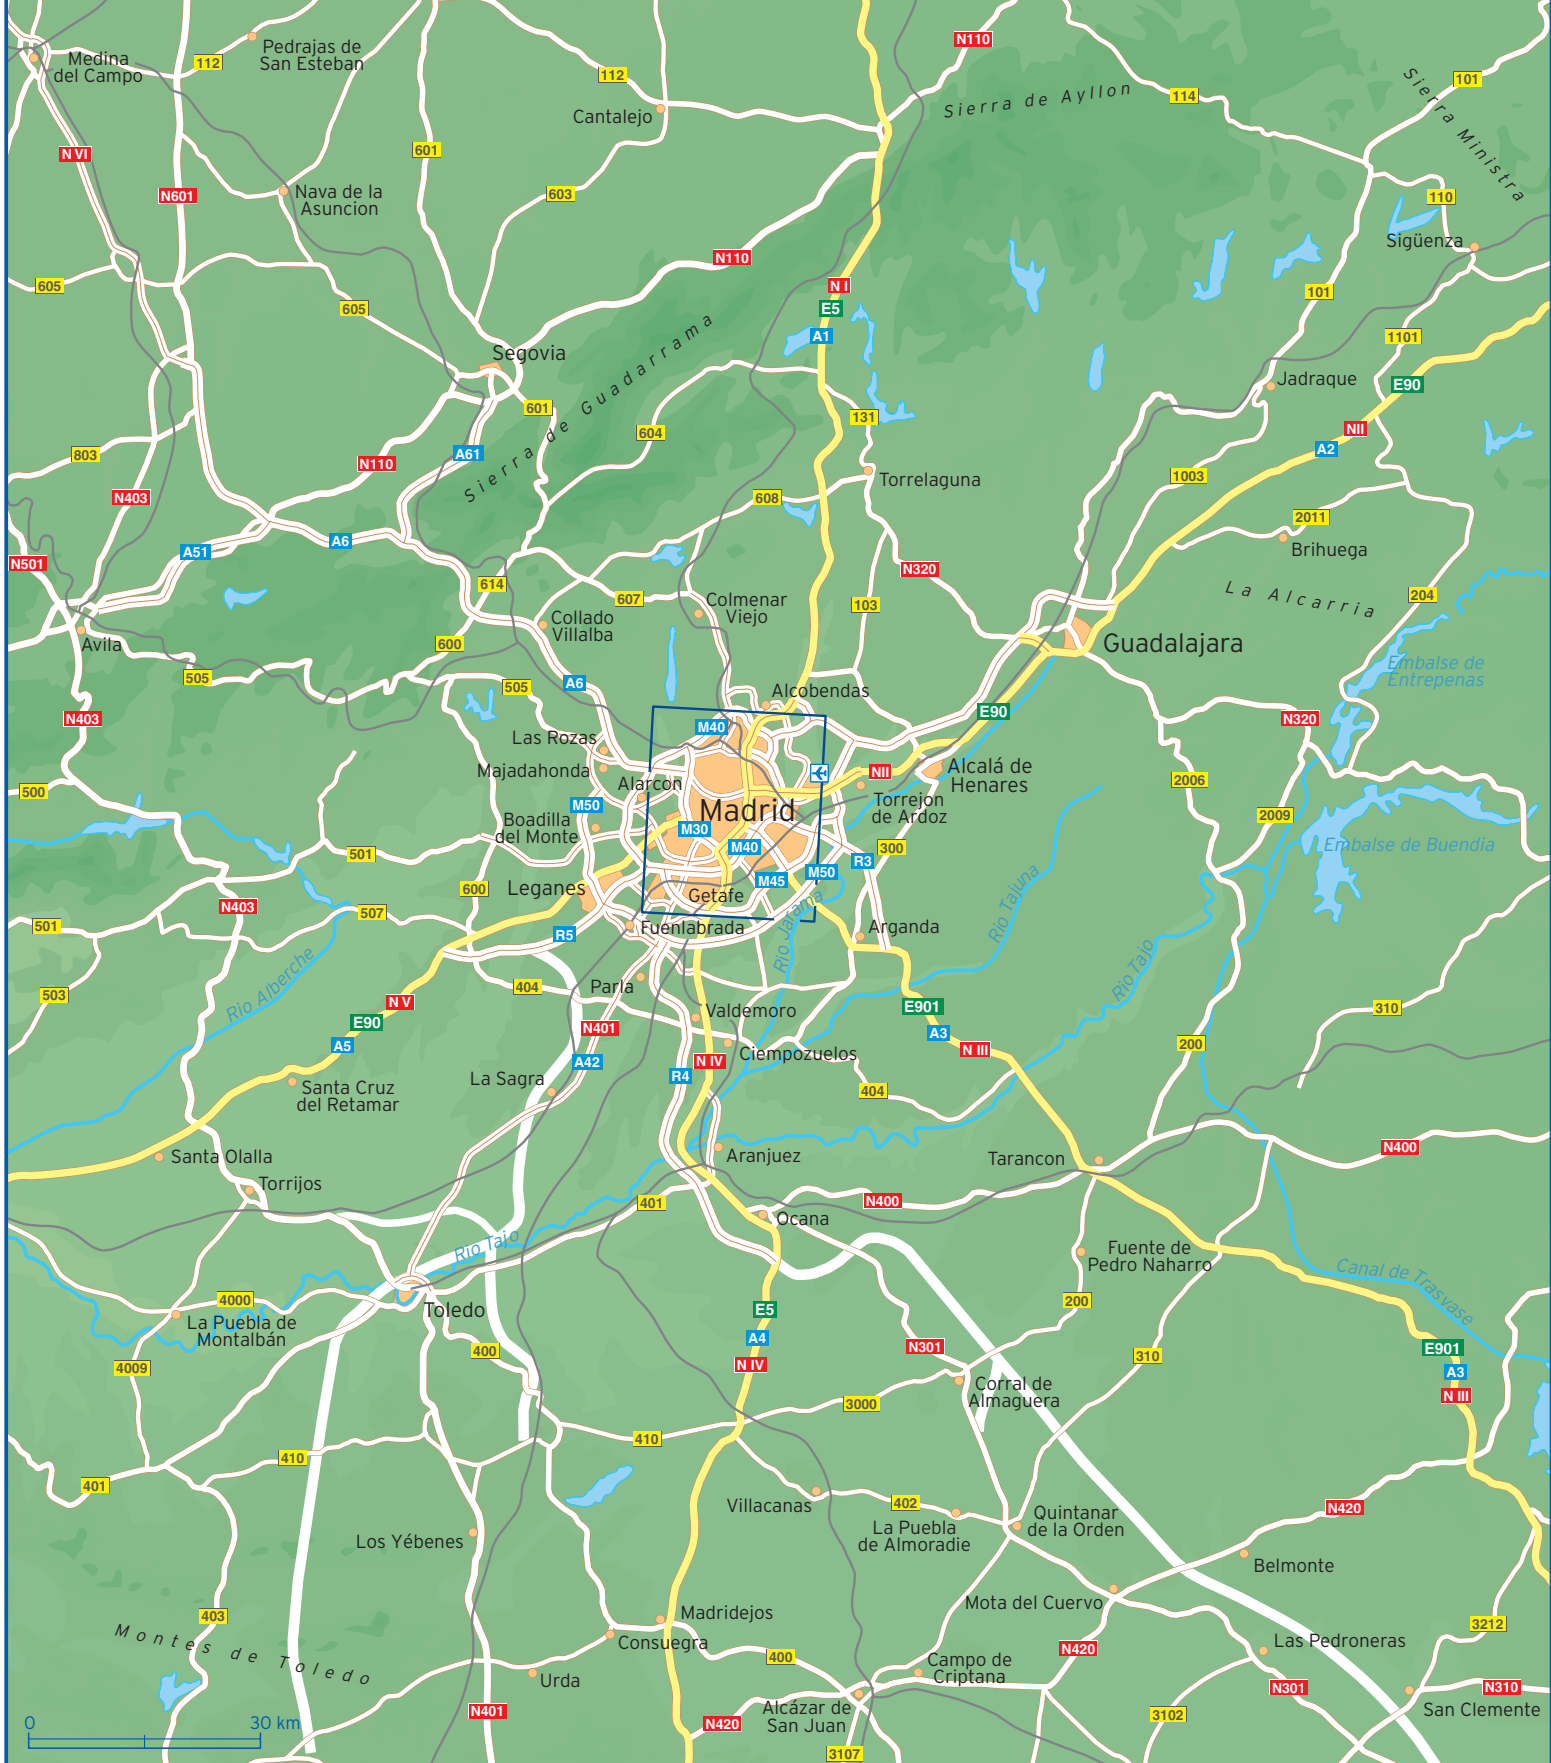 N110
Pedrajas de
San Esteban
Medina
del Campo
112
112
101
Sierra de Ayllon
114
Sierra Ministra
Cantalejo
N VI
601
N601
Nava de la
Asuncion
603
110
Sigüenza
N110
605
605
N I
E5
A1
101
1101
Segovia
Sierra de Guadarrama
Jadraque
E90
601
604
131
NII
A2
803
A61
N110
N403
Torrelaguna
1003
608
2011
A6
A51
Brihuega
N501
N320
614
607
103
La Alcarria
204
Colmenar
Viejo
Collado
Villalba
Avila
600
Guadalajara
505
505
A6
Embalse de
Entrepenas
Alcobendas
N403
E90
N320
M40
Las Rozas
Majadahonda
Alarcon
NII
Alcalá de
Henares
2006
500
M50
Madrid
Torrejon
de Ardoz
2009
Boadilla
del Monte
M30
M40
300
Embalse de Buendia
501
R3
M50
M45
Leganes
600
Getafe
N403
507
501
Fuenlabrada
Arganda
R5
Rio Jarama
Rio Tajuna
Rio Tajo
Rio Alberche
404
Parla
503
N V
Valdemoro
E901
310
E90
N401
A3
N III
200
A5
A42
N IV
Ciempozuelos
R4
La Sagra
404
Santa Cruz
del Retamar
Santa Olalla
Aranjuez
Tarancon
N400
Torrijos
401
N400
Ocana
Rio Tajo
Fuente de
Pedro Naharro
Canal de Trasvase
4000
Toledo
E5
200
La Puebla de
Montalbán
A4
400
N301
E901
N IV
310
4009
A3
Corral de
Almaguera
N III
3000
410
410
401
Villacanas
402
N420
Quintanar
de la Orden
La Puebla
de Almoradie
Los Yébenes
Belmonte
Mota del Cuervo
403
Madridejos
3212
Montes de Toledo
Consuegra
400
N420
Las Pedroneras
Campo de
Criptana
Urda
N301
N310
Alcázar de
San Juan
San Clemente
N401
N420
3102
0
30 km
3107